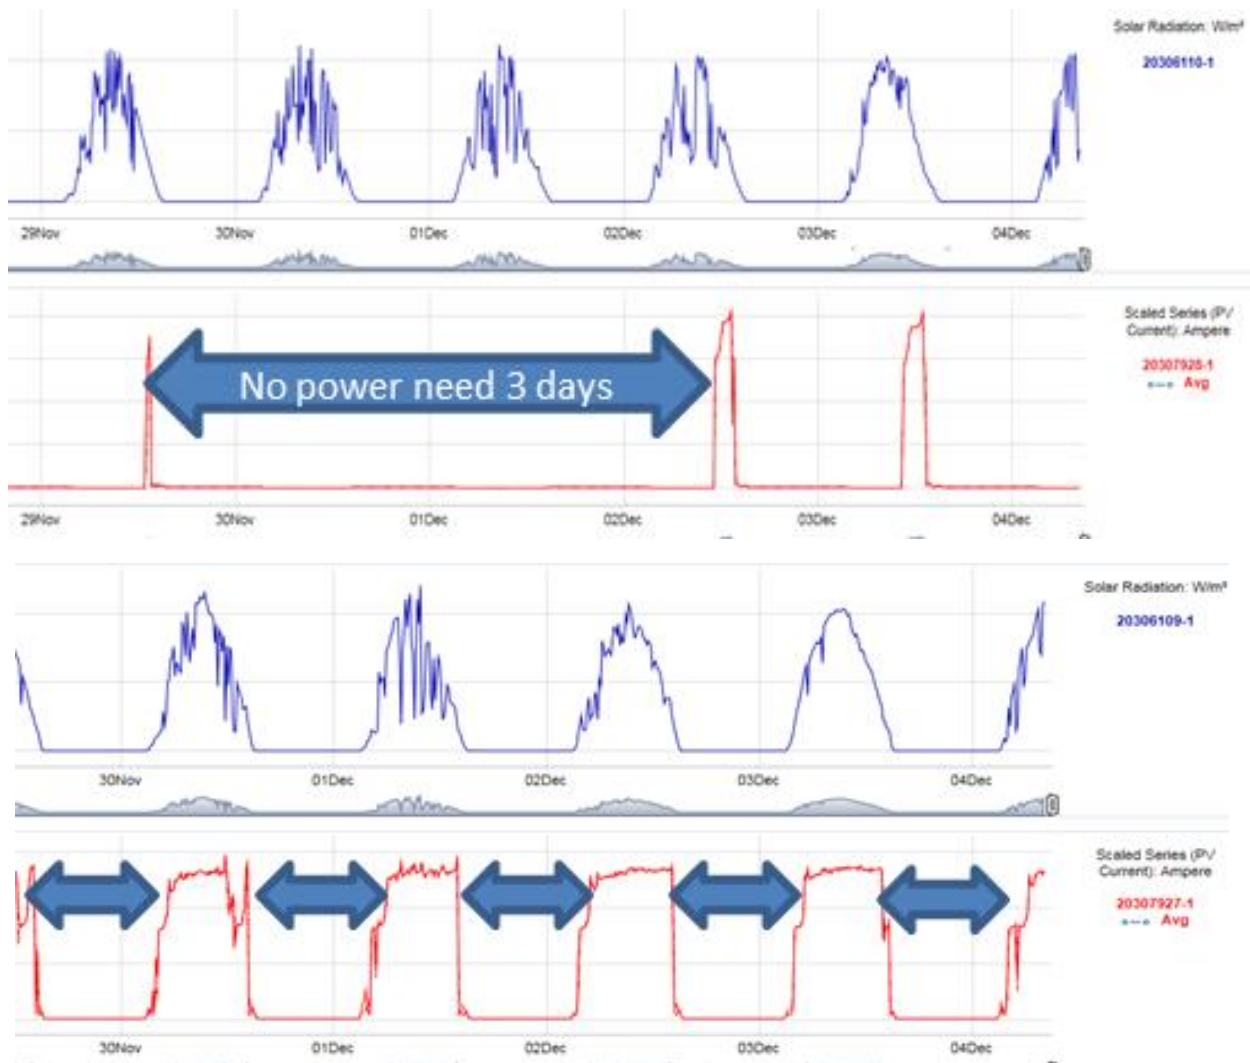 Solar Radiation: W/m²
20306110-1
29Nov 30Nov 01Dec 02Dec 03Dec 04Dec
Scaled Series (PV
Current): Ampere
20307928-1
Avg
No power need 3 days
29Nov 30Nov 01Dec 02Dec 03Dec 04Dec
Solar Radiation: W/m²
20306109-1
30Nov 01Dec 02Dec 03Dec 04Dec
Scaled Series (PV
Current): Ampere
20307927-1
Avg
30Nov 01Dec 02Dec 03Dec 04Dec